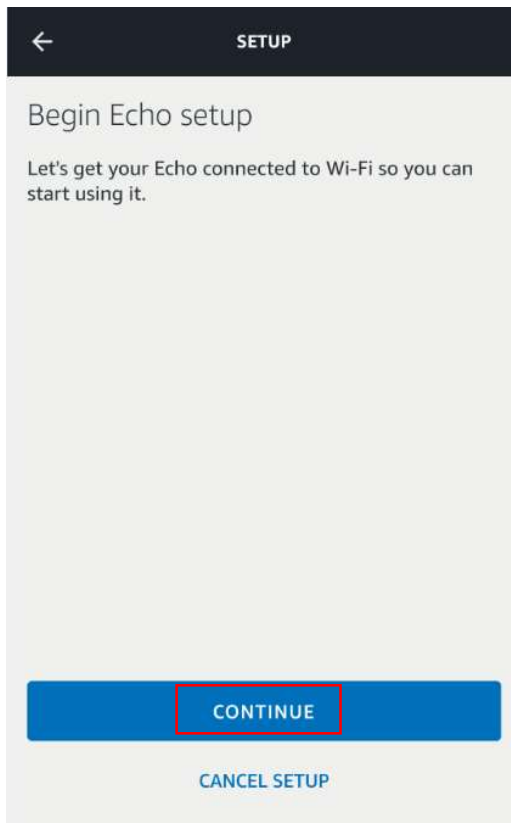 SETUP
Begin Echo setup
Let's get your Echo connected to Wi-Fi so you can
start using it.
CONTINUE
CANCEL SETUP